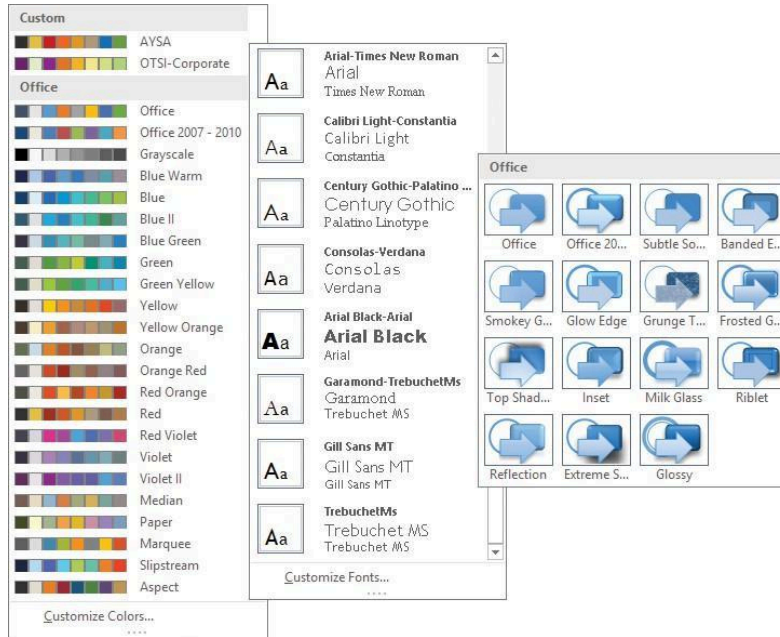 Custom
AYSA
OTSI-Corporate
Office
Office
Office 2007 - 2010
Grayscale
Blue Warm
Blue
Blue II
Blue Green
Green
Green Yellow
Yellow
Yellow Orange
Orange
Orange Red
Red Orange
Red
Red Violet
Violet
Violet II
Median
Paper
Marquee
Slipstream
Aspect
Customize Colors...
Aa
Arial-Times New Roman
Arial
Times New Roman
Aa
Calibri Light-Constantia
Calibri Light
Constantia
Aa
Century Gothic-Palatino ...
Century Gothic
Palatino Linotype
Aa
Consolas-Verdana
Consolas
Verdana
Aa
Arial Black-Arial
Arial Black
Arial
Aa
Garamond-TrebuchetMs
Garamond
Trebuchet MS
Aa
Gill Sans MT
Gill Sans MT
Gill Sans MT
Aa
TrebuchetMs
Trebuchet MS
Trebuchet MS
Customize Fonts...
Office
Office Office 20... Subtle So... Banded E...
Smokey G... Glow Edge Grunge T... Frosted G...
Top Shad... Inset Milk Glass Riblet
Reflection Extreme S... Glossy